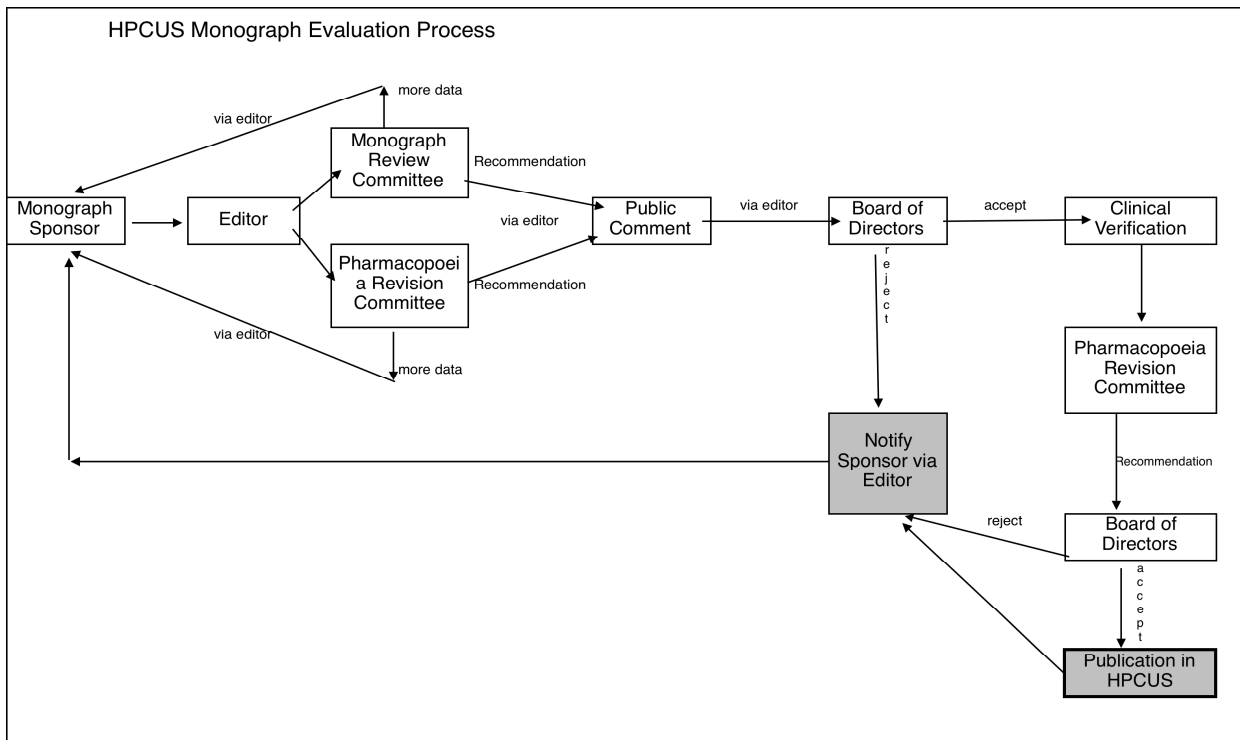 HPCUS Monograph Evaluation Process
more data
via editor
Monograph
Review
Committee
Recommendation
Monograph
Sponsor
Editor
via editor
Public
Comment
via editor
Board of
Directors
accept
Clinical
Verification
Pharmacopoei
a Revision
Committee
Recommendation
reject
via editor
more data
Pharmacopoeia
Revision
Committee
Notify
Sponsor via
Editor
Recommendation
reject
Board of
Directors
accept
Publication in
HPCUS